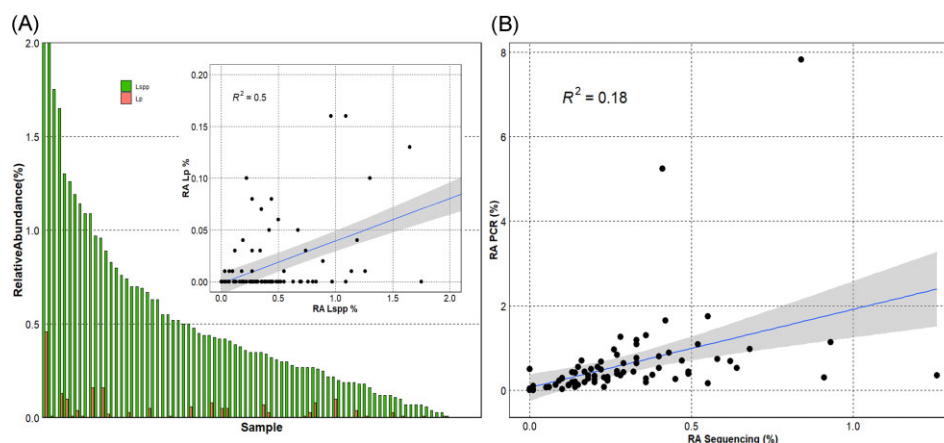 (A)
2.0
1.5
1.0
0.5
0.0
RelativeAbundance(%)
Sample
Lspp
Lp
R² = 0.5
0.20
0.15
0.10
0.05
0.00
RA Lp %
0.0 0.5 1.0 1.5 2.0
RA Lspp %
(B)
R² = 0.18
8
6
4
2
0
RA PCR (%)
0.0 0.5 1.0
RA Sequencing (%)